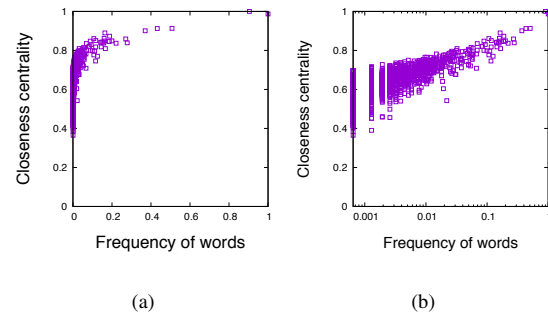 1
0.8
0.6
0.4
0.2
0
Closeness centrality
0 0.2 0.4 0.6 0.8 1
Frequency of words
(a)
1
0.8
0.6
0.4
0.2
0
Closeness centrality
0.001 0.01 0.1 1
Frequency of words
(b)